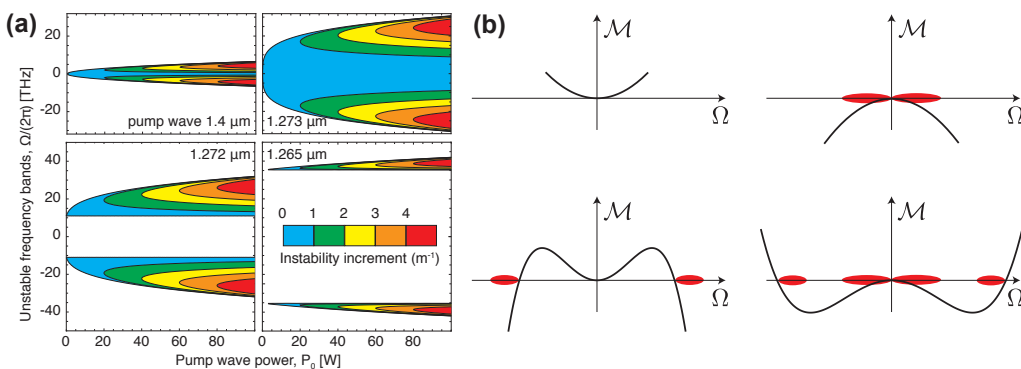 (a)
Unstable frequency bands, Ω/(2π) [THz]
20
0
-20
pump wave 1.4 μm
1.273 μm
40
20
0
-20
-40
1.272 μm
1.265 μm
0 1 2 3 4
Instability increment (m⁻¹)
0 20 40 60 80 0 20 40 60 80
Pump wave power, P₀ [W]
(b)
ℳ
Ω
ℳ
Ω
ℳ
Ω
ℳ
Ω